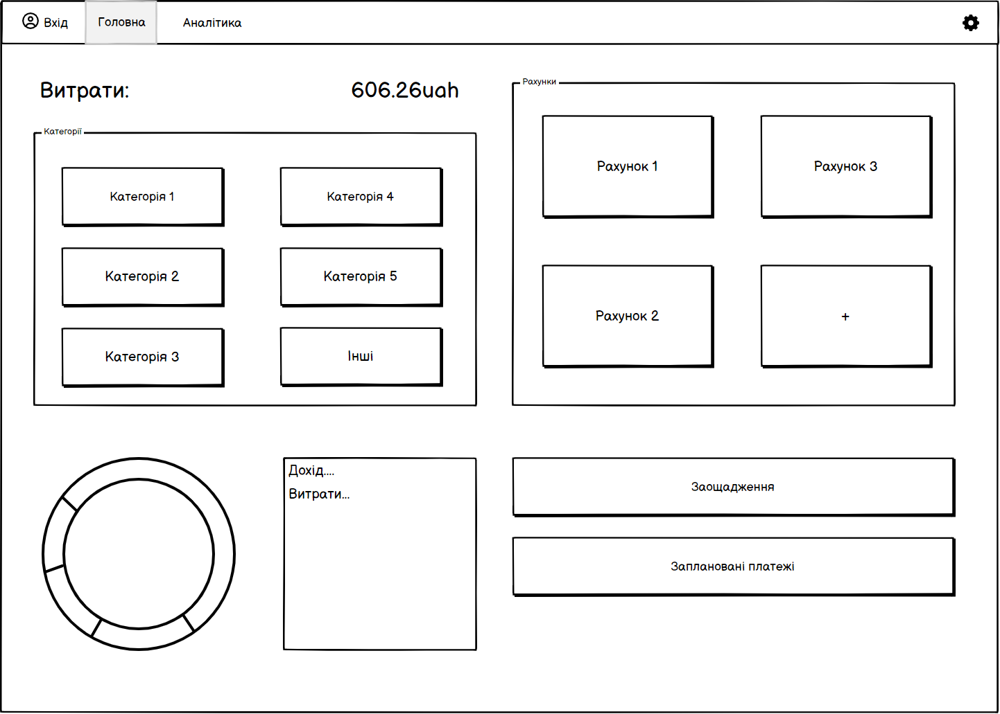 Вхід
Головна
Аналітика
Витрати:
606.26uah
Категорії
Категорія 1
Категорія 4
Категорія 2
Категорія 5
Категорія 3
Інші
Рахунки
Рахунок 1
Рахунок 3
Рахунок 2
+
Дохід....
Витрати...
Заощадження
Заплановані платежі